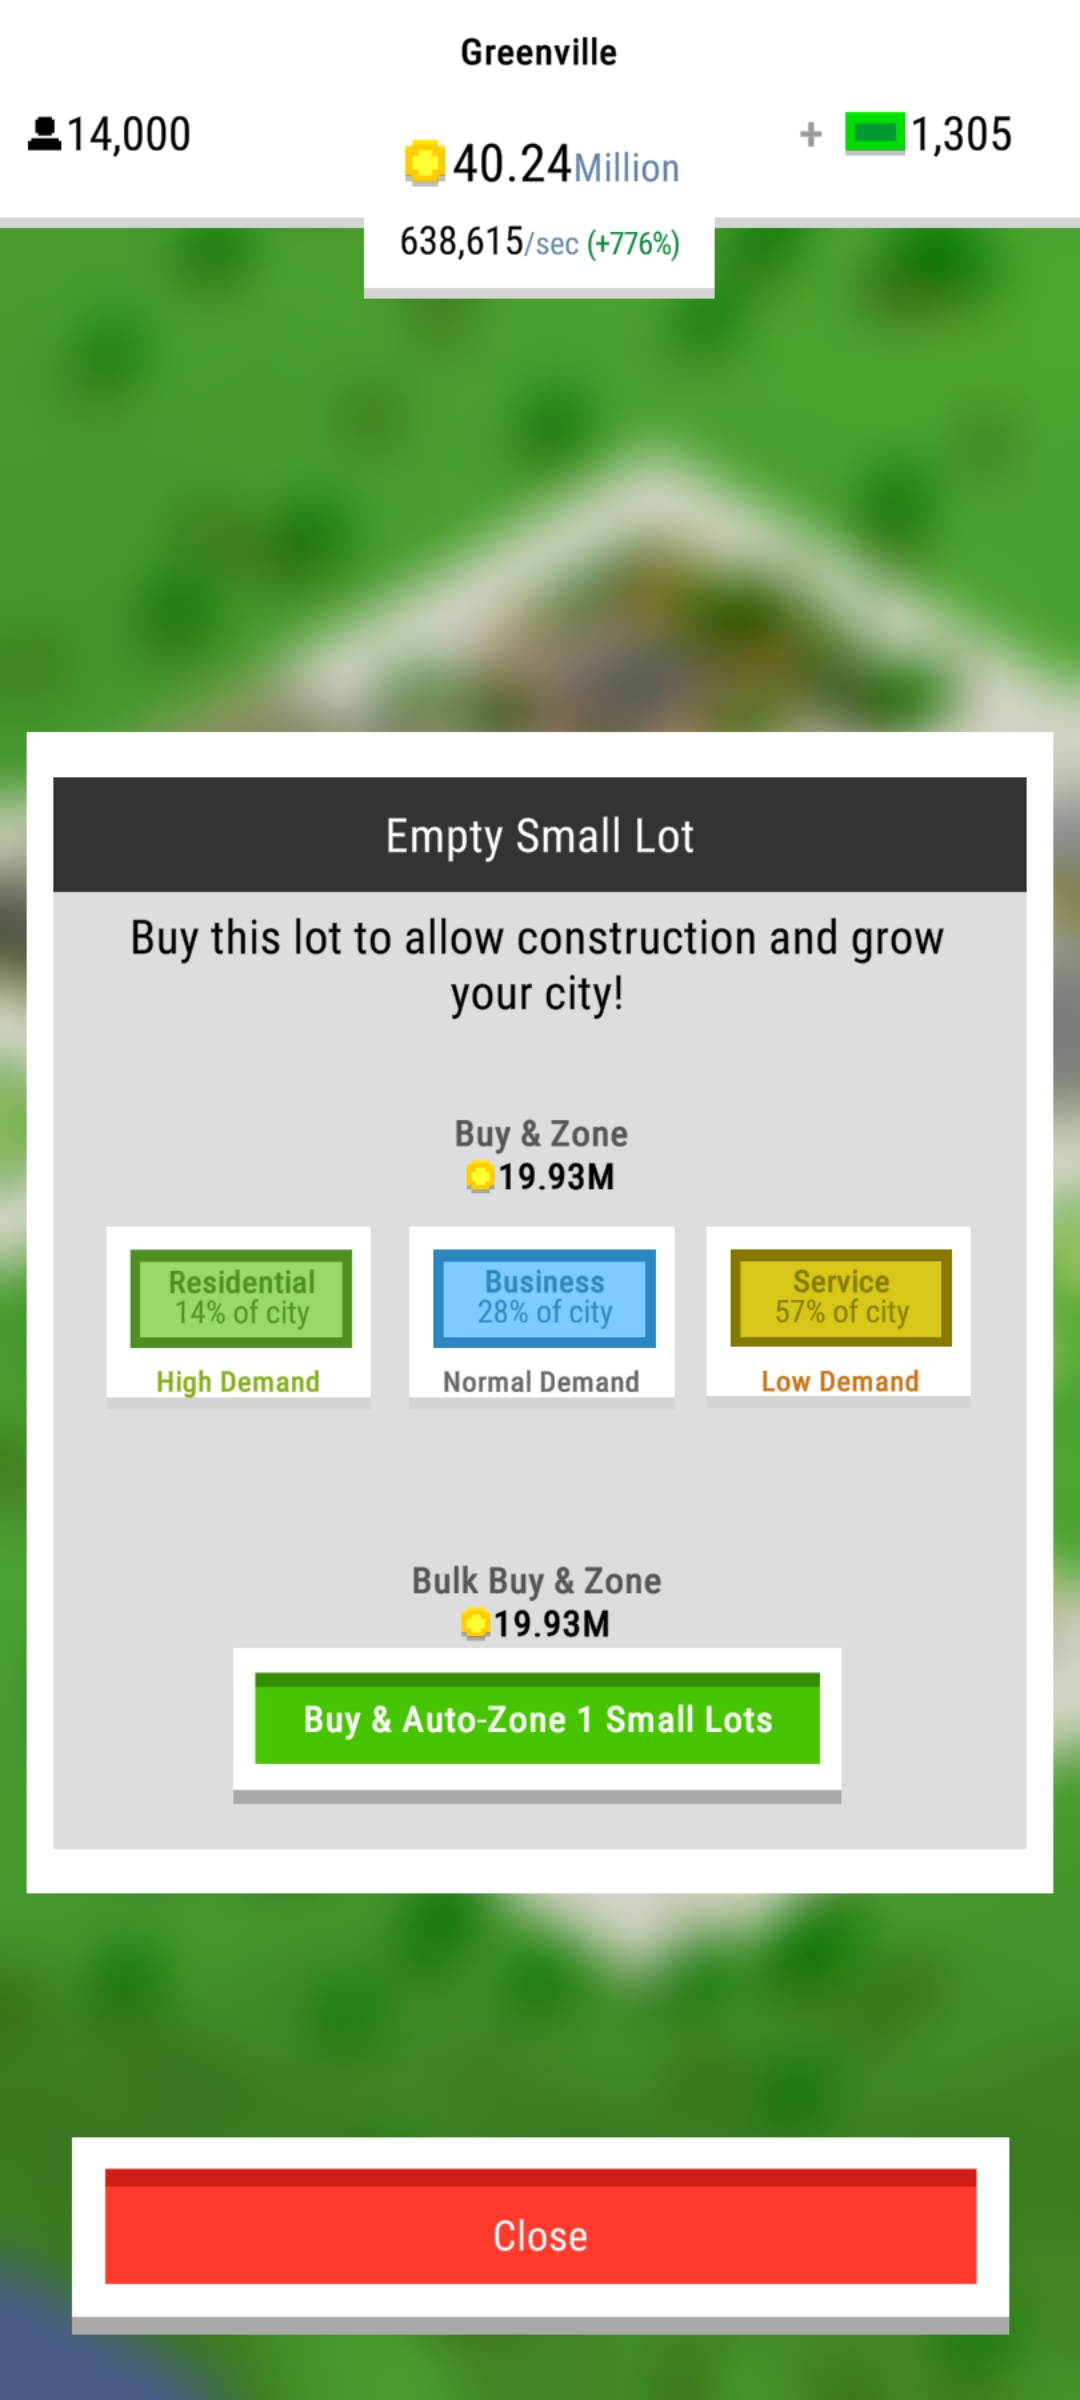 Greenville
14,000
40.24Million
+ 1,305
638,615/sec (+776%)
Empty Small Lot
Buy this lot to allow construction and grow
your city!
Buy & Zone
19.93M
Residential
14% of city
High Demand
Business
28% of city
Normal Demand
Service
57% of city
Low Demand
Bulk Buy & Zone
19.93M
Buy & Auto-Zone 1 Small Lots
Close